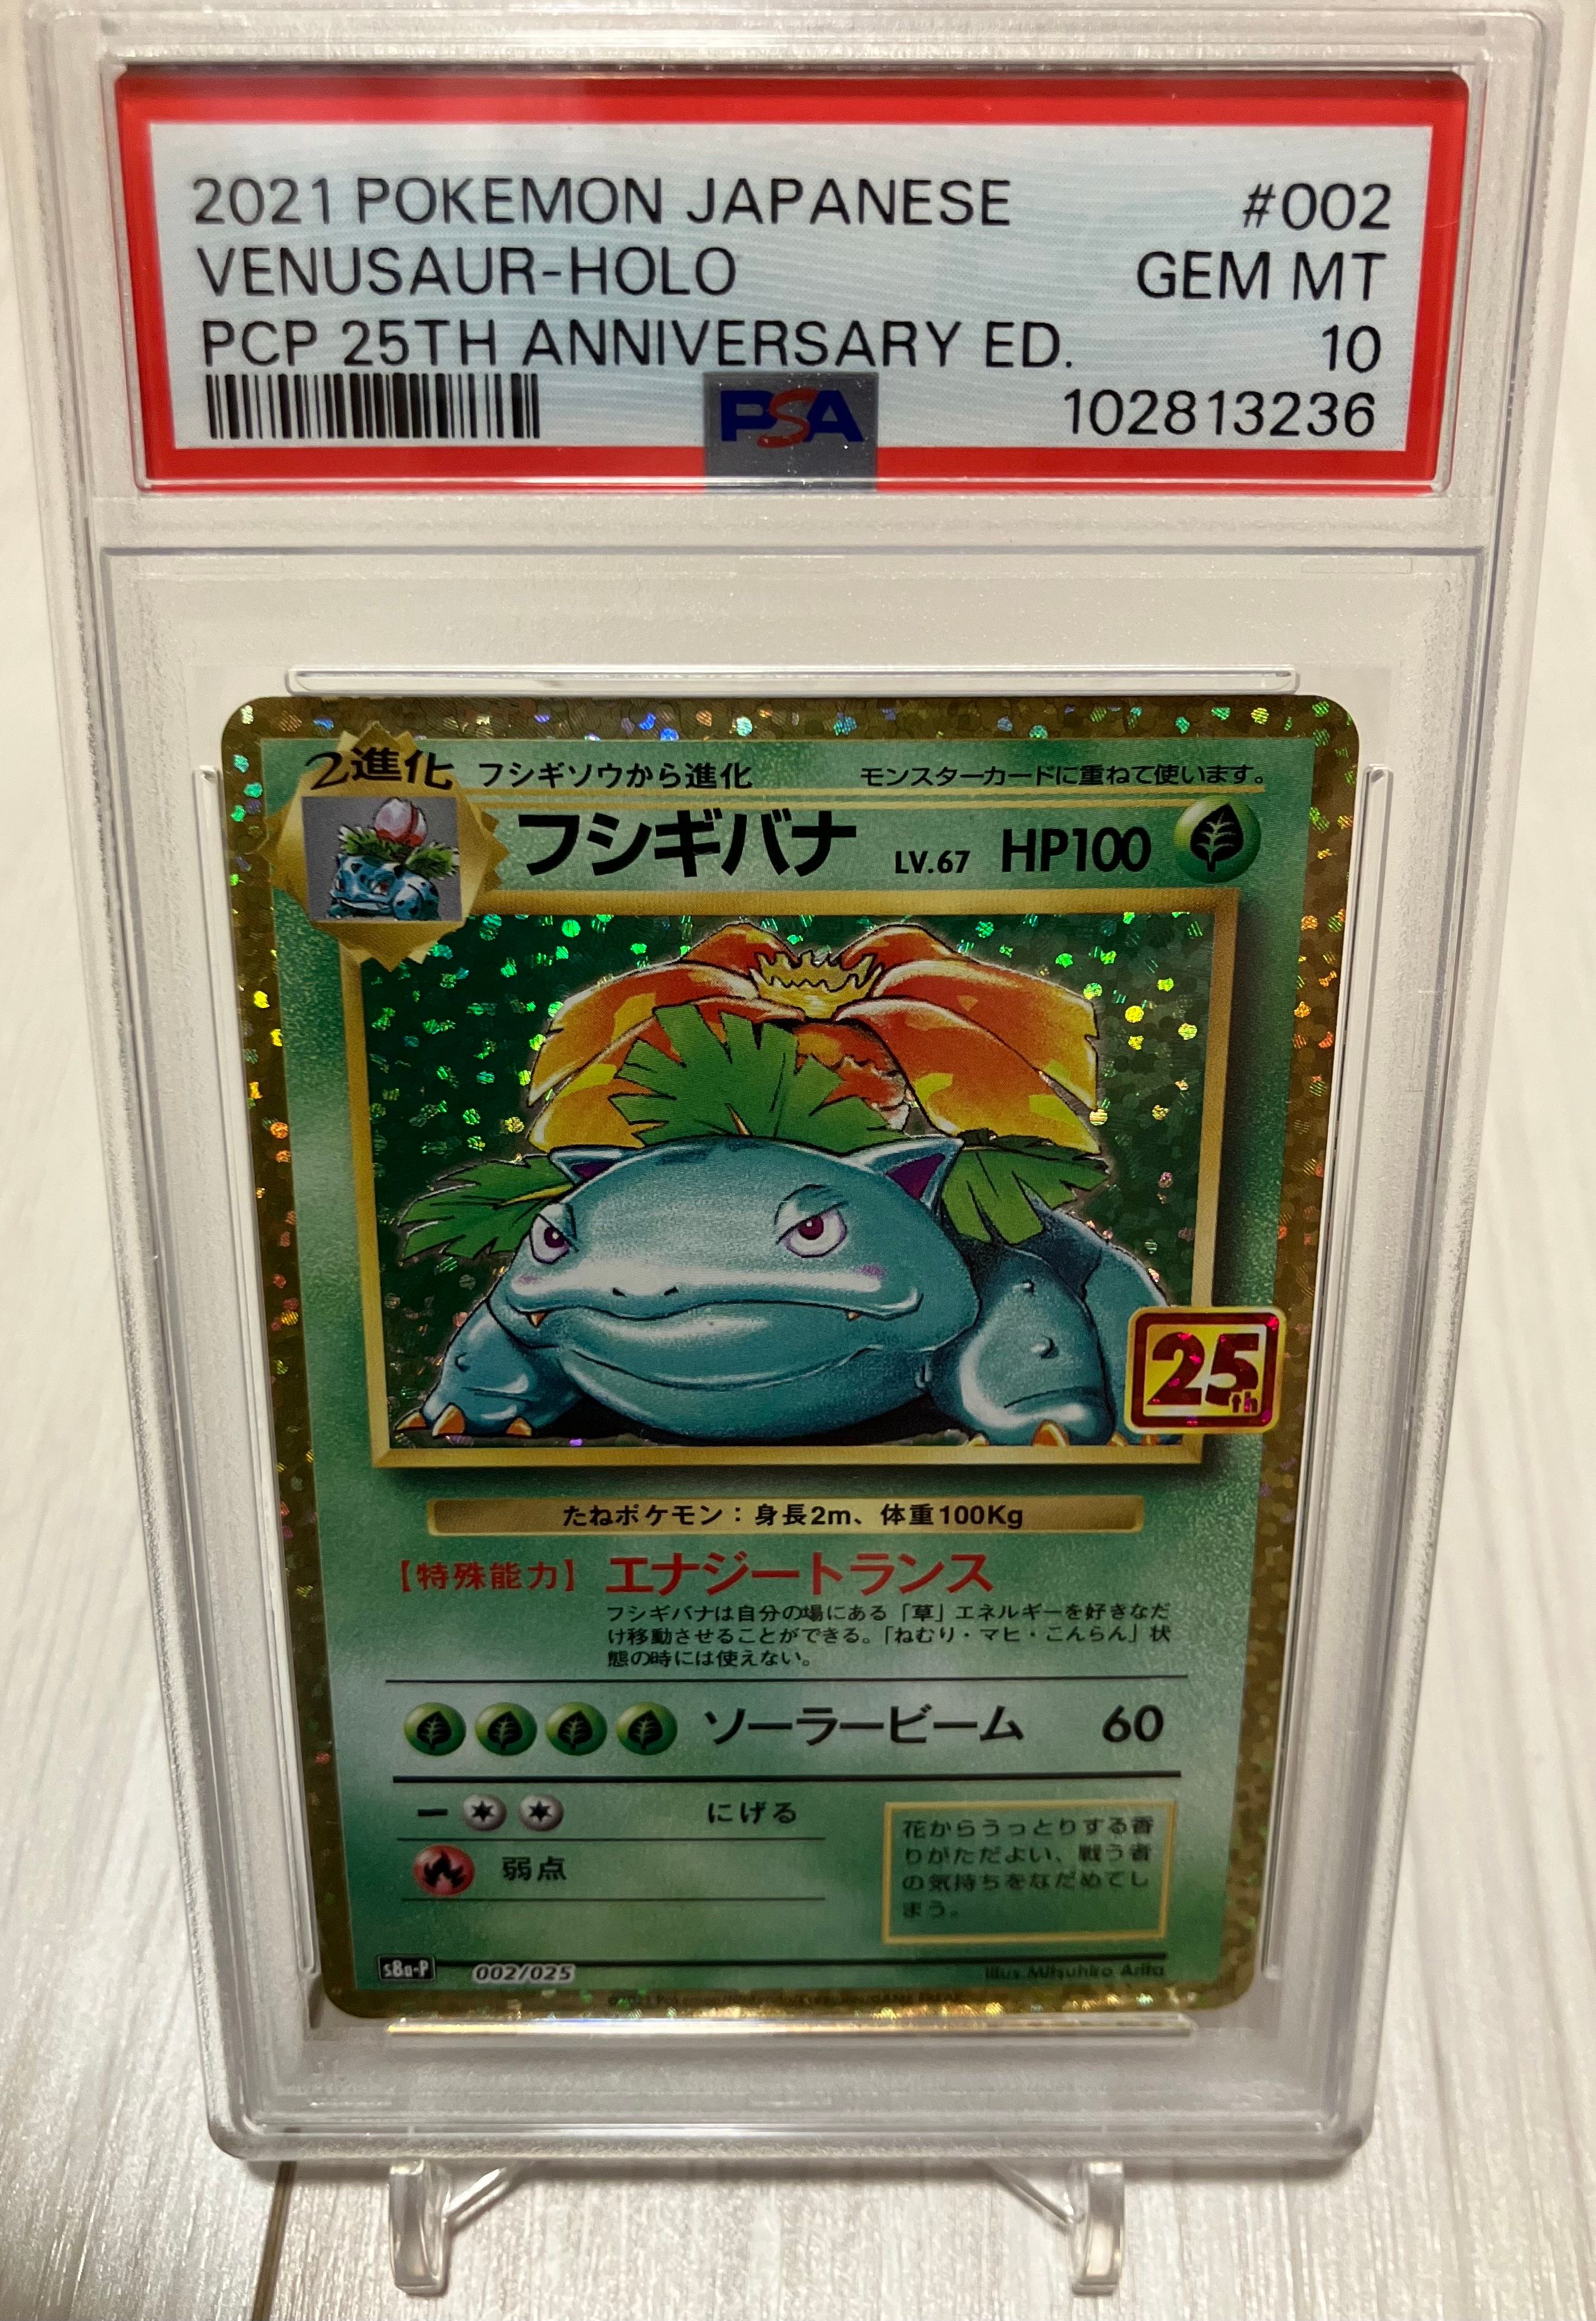 2021 POKEMON JAPANESE #002
VENUSAUR-HOLO GEM MT
PCP 25TH ANNIVERSARY ED. 10
PSA 102813236
2進化 フシギソウから進化 モンスターカードに重ねて使います。
フシギバナ LV.67 HP100
25th
たねポケモン：身長2m、体重100Kg
【特殊能力】 エナジートランス
フシギバナは自分の場にある「草」エネルギーを好きなだ
け移動させることができる。「ねむり・マヒ・こんらん」状
態の時には使えない。
ソーラービーム 60
ー にげる
弱点
花からうっとりする香
りがただよい、戦う者
の気持ちをなだめてし
まう。
s8a-P 002/025 Illus. Mitsuhiro Arita